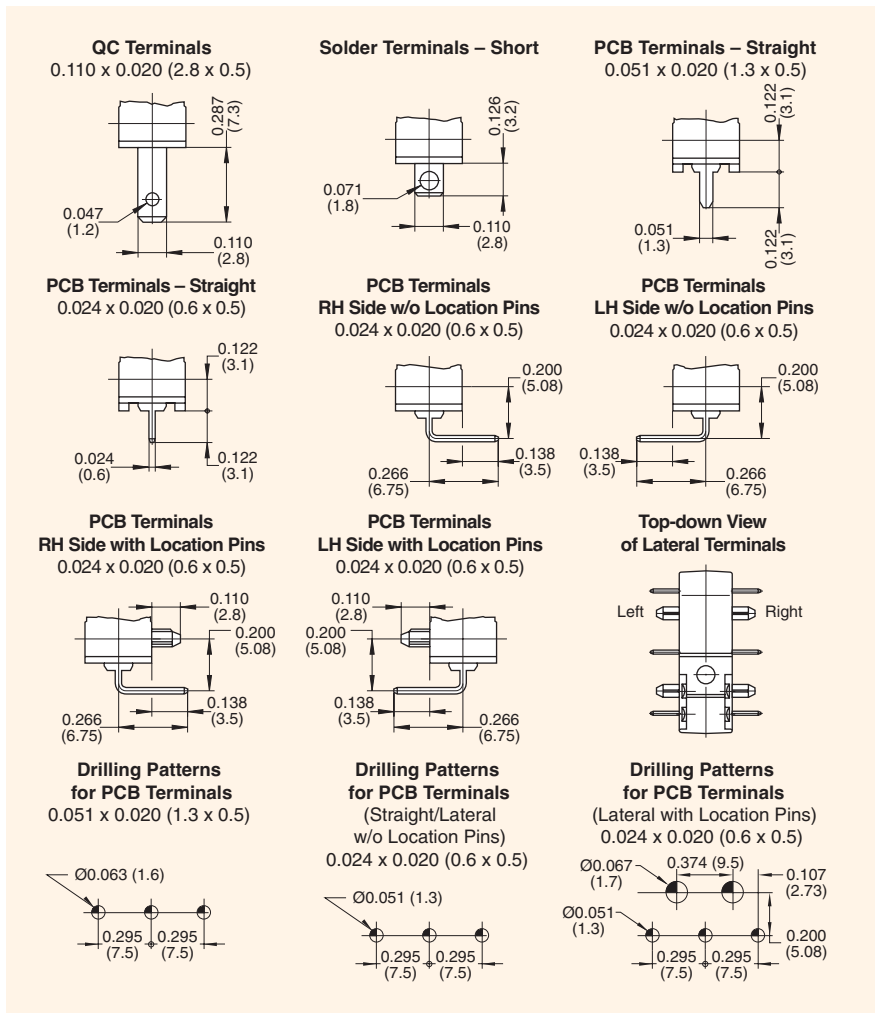 QC Terminals
0.110 x 0.020 (2.8 x 0.5)
0.287
(7.3)
0.047
(1.2)
0.110
(2.8)
Solder Terminals – Short
0.126
(3.2)
0.071
(1.8)
0.110
(2.8)
PCB Terminals – Straight
0.051 x 0.020 (1.3 x 0.5)
0.122
(3.1)
0.051
(1.3)
0.122
(3.1)
PCB Terminals – Straight
0.024 x 0.020 (0.6 x 0.5)
0.122
(3.1)
0.024
(0.6)
0.122
(3.1)
PCB Terminals
RH Side w/o Location Pins
0.024 x 0.020 (0.6 x 0.5)
0.200
(5.08)
0.138
(3.5)
0.266
(6.75)
PCB Terminals
LH Side w/o Location Pins
0.024 x 0.020 (0.6 x 0.5)
0.200
(5.08)
0.138
(3.5)
0.266
(6.75)
PCB Terminals
RH Side with Location Pins
0.024 x 0.020 (0.6 x 0.5)
0.110
(2.8)
0.200
(5.08)
0.138
(3.5)
0.266
(6.75)
PCB Terminals
LH Side with Location Pins
0.024 x 0.020 (0.6 x 0.5)
0.110
(2.8)
0.200
(5.08)
0.138
(3.5)
0.266
(6.75)
Top-down View
of Lateral Terminals
Left Right
Drilling Patterns
for PCB Terminals
0.051 x 0.020 (1.3 x 0.5)
Ø0.063 (1.6)
0.295 0.295
(7.5) (7.5)
Drilling Patterns
for PCB Terminals
(Straight/Lateral
w/o Location Pins)
0.024 x 0.020 (0.6 x 0.5)
Ø0.051 (1.3)
0.295 0.295
(7.5) (7.5)
Drilling Patterns
for PCB Terminals
(Lateral with Location Pins)
0.024 x 0.020 (0.6 x 0.5)
Ø0.067
(1.7)
0.374 (9.5)
0.107
(2.73)
Ø0.051
(1.3)
0.200
(5.08)
0.295 0.295
(7.5) (7.5)